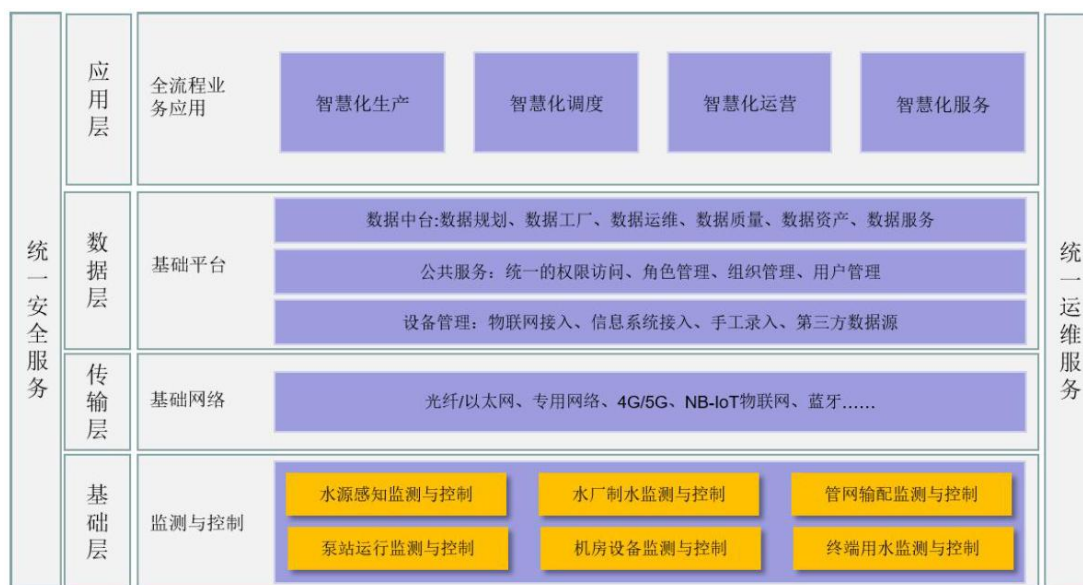 统一安全服务
应用层
全流程业
务应用
智慧化生产
智慧化调度
智慧化运营
智慧化服务
数据层
基础平台
数据中台:数据规划、数据工厂、数据运维、数据质量、数据资产、数据服务
公共服务：统一的权限访问、角色管理、组织管理、用户管理
设备管理：物联网接入、信息系统接入、手工录入、第三方数据源
传输层
基础网络
光纤/以太网、专用网络、4G/5G、NB-IoT物联网、蓝牙......
基础层
监测与控制
水源感知监测与控制
水厂制水监测与控制
管网输配监测与控制
泵站运行监测与控制
机房设备监测与控制
终端用水监测与控制
统一运维服务